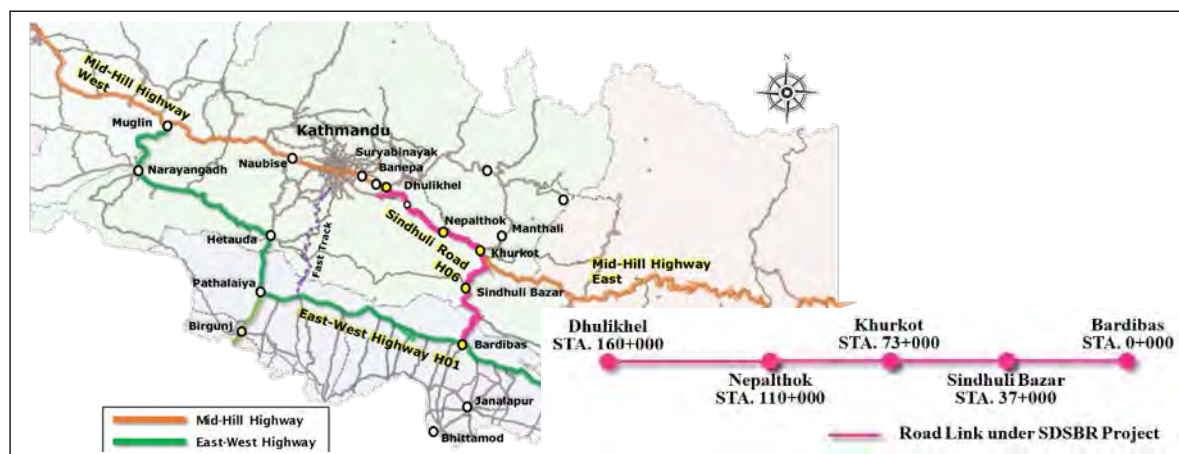 N
Mid-Hill Highway
West
Muglin
Kathmandu
Suryabinayak
Naubise
Banepa
Dhulikhel
Narayangadh
Nepalthok
Manthali
Sindhuli Road
H06
Khurkot
Hetauda
Fast Track
Mid-Hill Highway
East
Pathalaiya
Sindhuli Bazar
Birgunj
East-West Highway H01
Bardibas
Janalapur
Bhittamod
Mid-Hill Highway
East-West Highway
Dhulikhel
STA. 160+000
Khurkot
STA. 73+000
Bardibas
STA. 0+000
Nepalthok
STA. 110+000
Sindhuli Bazar
STA. 37+000
Road Link under SDSBR Project